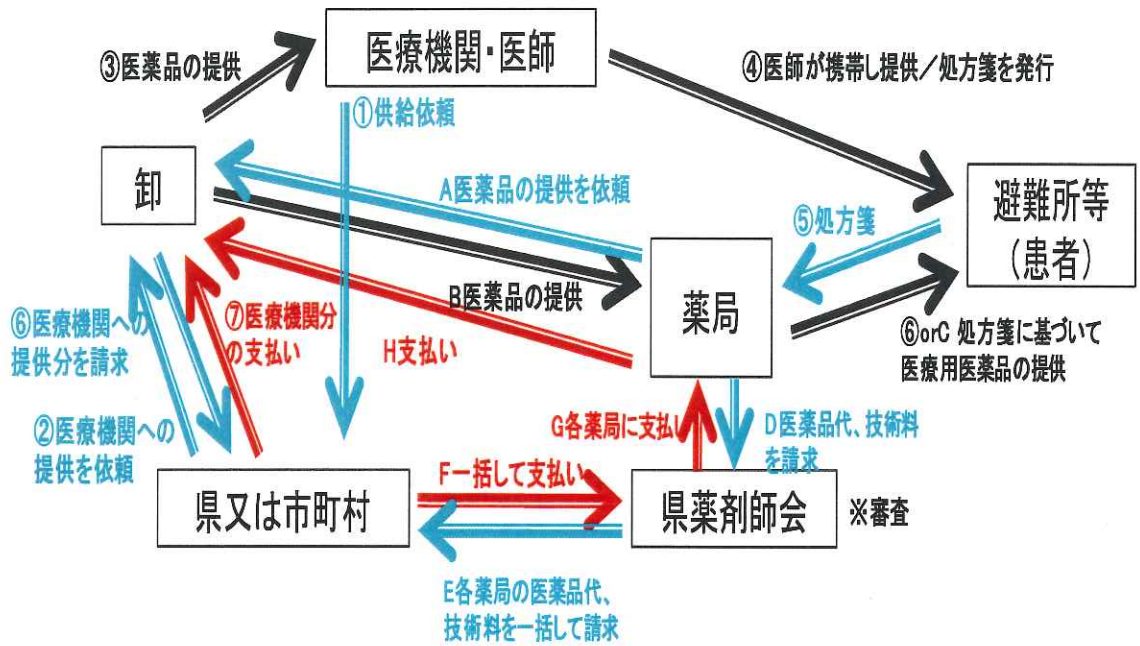 医療機関・医師
③医薬品の提供
④医師が携帯し提供／処方箋を発行
①供給依頼
卸
A医薬品の提供を依頼
避難所等
（患者）
⑤処方箋
B医薬品の提供
薬局
⑥医療機関への
提供分を請求
⑦医療機関分
の支払い
H支払い
⑥orC 処方箋に基づいて
医療用医薬品の提供
②医療機関への
提供を依頼
G各薬局に支払い
D医薬品代、技術料
を請求
F一括して支払い
県又は市町村
県薬剤師会
※審査
E各薬局の医薬品代、
技術料を一括して請求